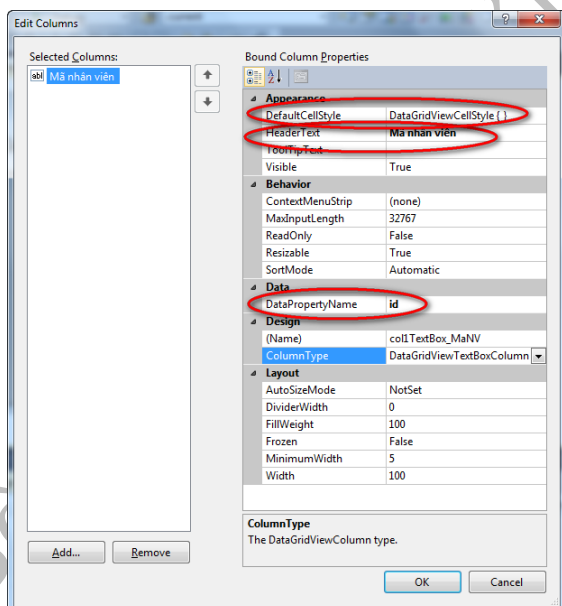 Edit Columns
Selected Columns:
abl Mã nhân viên
Add...
Remove
Bound Column Properties
Appearance
DefaultCellStyle DataGridViewCellStyle { }
HeaderText Mã nhân viên
ToolTipText
Visible True
Behavior
ContextMenuStrip (none)
MaxInputLength 32767
ReadOnly False
Resizable True
SortMode Automatic
Data
DataPropertyName id
Design
(Name) col1TextBox_MaNV
ColumnType DataGridViewTextBoxColumn
Layout
AutoSizeMode NotSet
DividerWidth 0
FillWeight 100
Frozen False
MinimumWidth 5
Width 100
ColumnType
The DataGridViewColumn type.
OK
Cancel